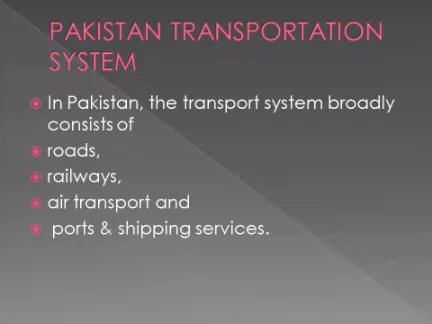 PAKISTAN TRANSPORTATION
SYSTEM
In Pakistan, the transport system broadly
consists of
roads,
railways,
air transport and
ports & shipping services.